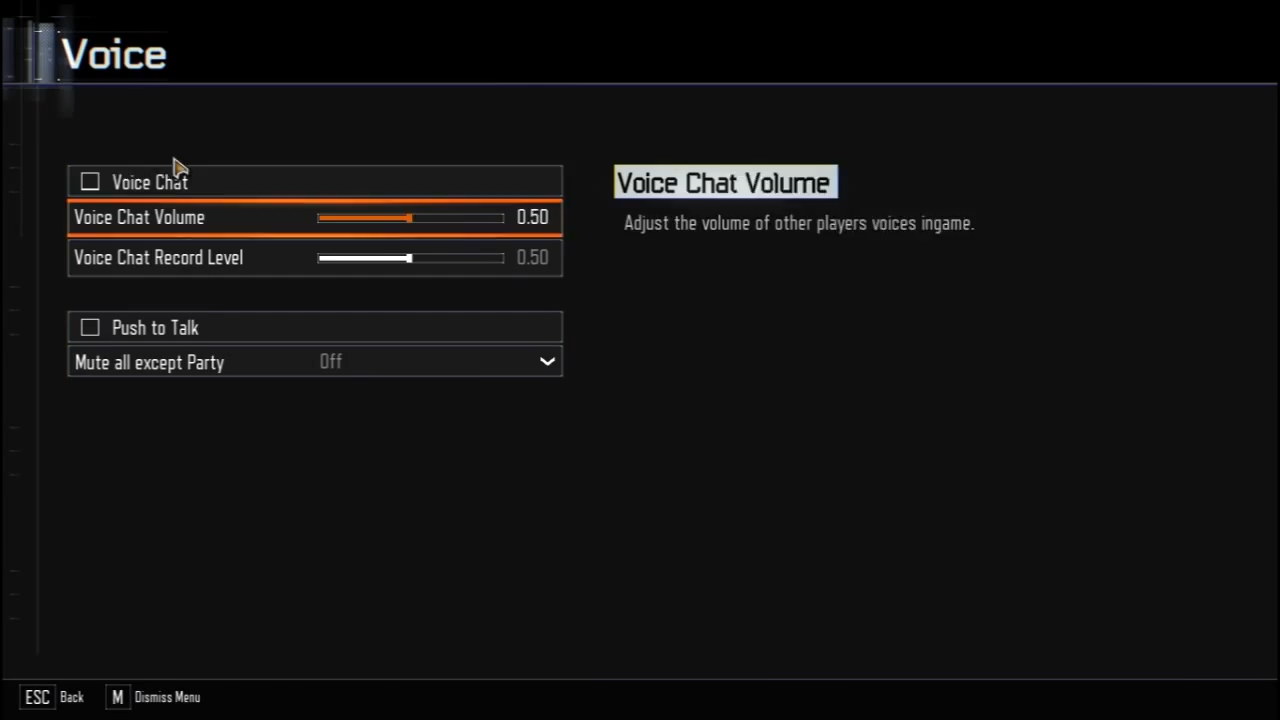 Voice
Voice Chat
Voice Chat Volume 0.50
Voice Chat Record Level 0.50
Push to Talk
Mute all except Party Off
Voice Chat Volume
Adjust the volume of other players voices ingame.
ESC Back M Dismiss Menu